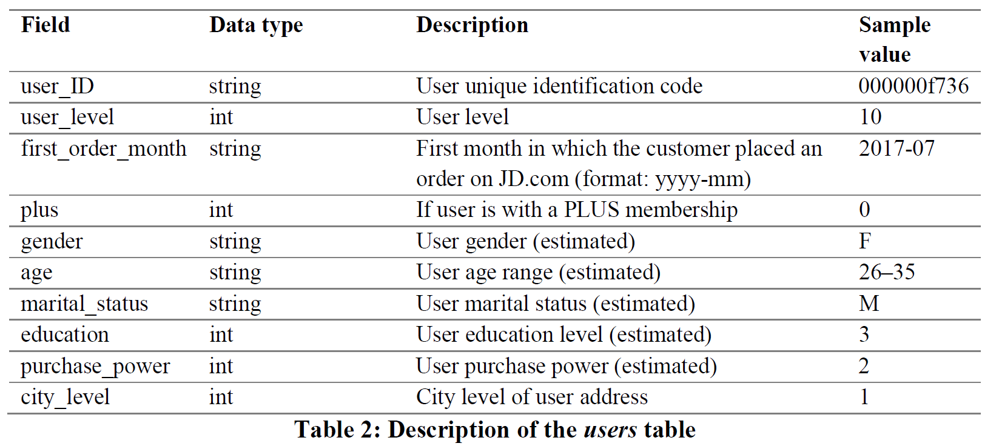 Field Data type Description Sample
value
user_ID string User unique identification code 000000f736
user_level int User level 10
first_order_month string First month in which the customer placed an 2017-07
order on JD.com (format: yyyy-mm)
plus int If user is with a PLUS membership 0
gender string User gender (estimated) F
age string User age range (estimated) 26–35
marital_status string User marital status (estimated) M
education int User education level (estimated) 3
purchase_power int User purchase power (estimated) 2
city_level int City level of user address 1
Table 2: Description of the users table